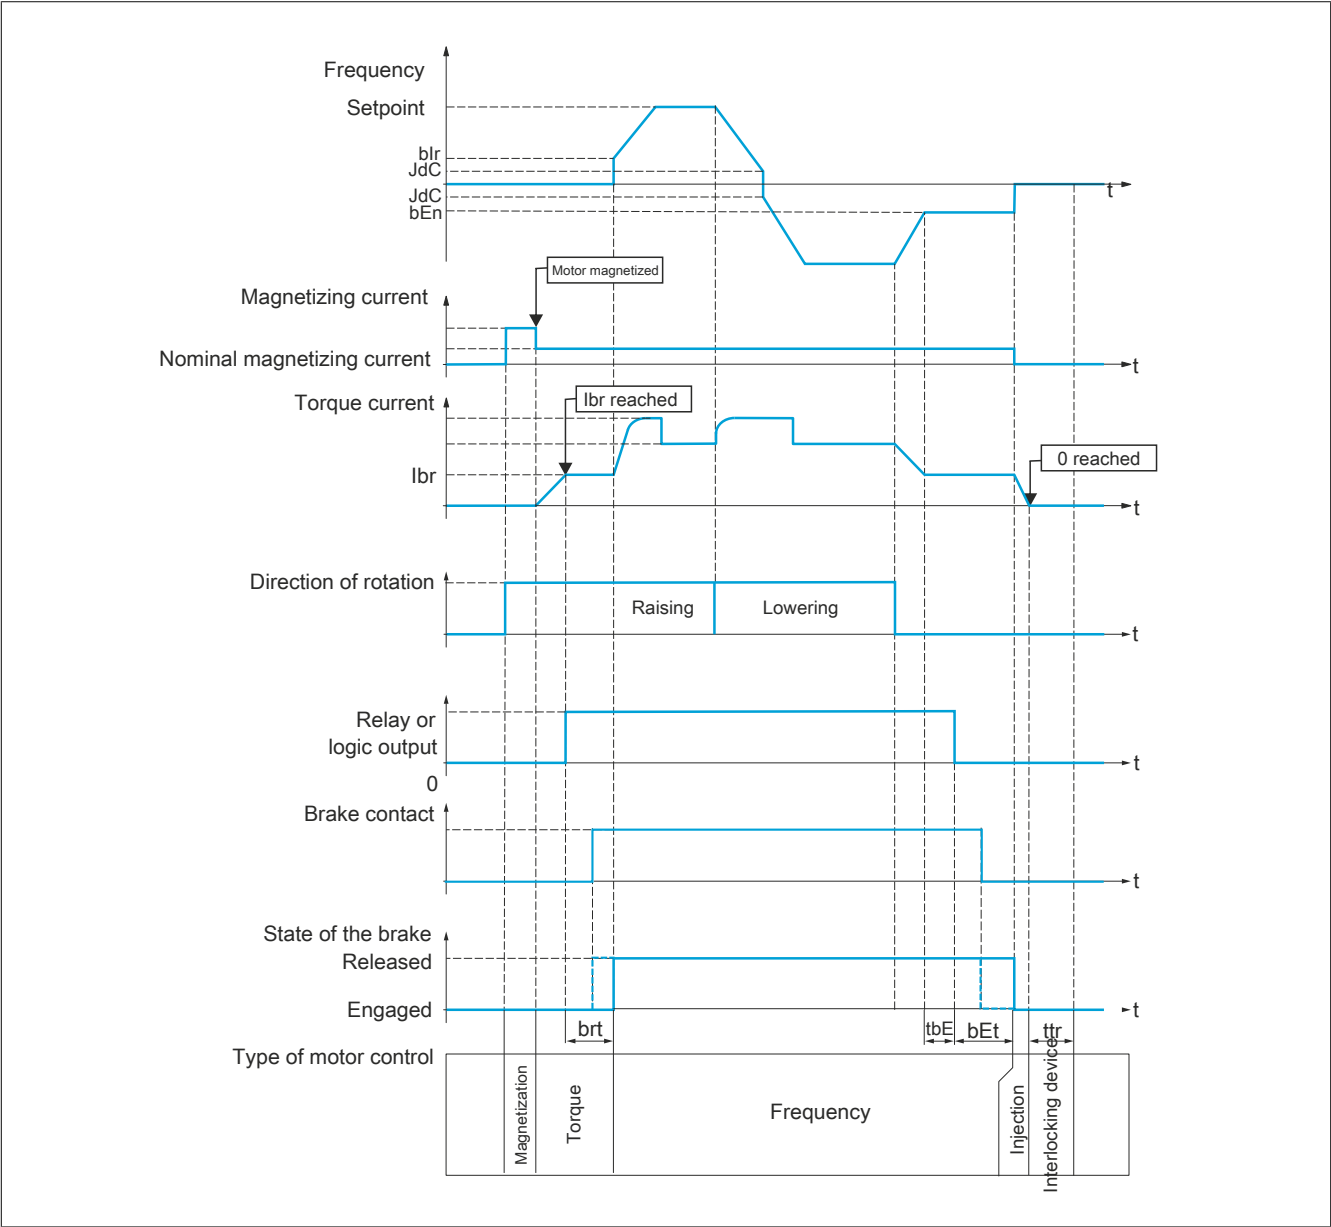 Frequency
Setpoint
bIr
JdC
JdC
bEn
t
Motor magnetized
Magnetizing current
Nominal magnetizing current
t
Torque current
Ibr reached
Ibr
0 reached
t
Direction of rotation
Raising
Lowering
t
Relay or
logic output
0
t
Brake contact
t
State of the brake
Released
Engaged
t
brt
tbE
bEt
ttr
Type of motor control
Magnetization
Torque
Frequency
Injection
Interlocking device